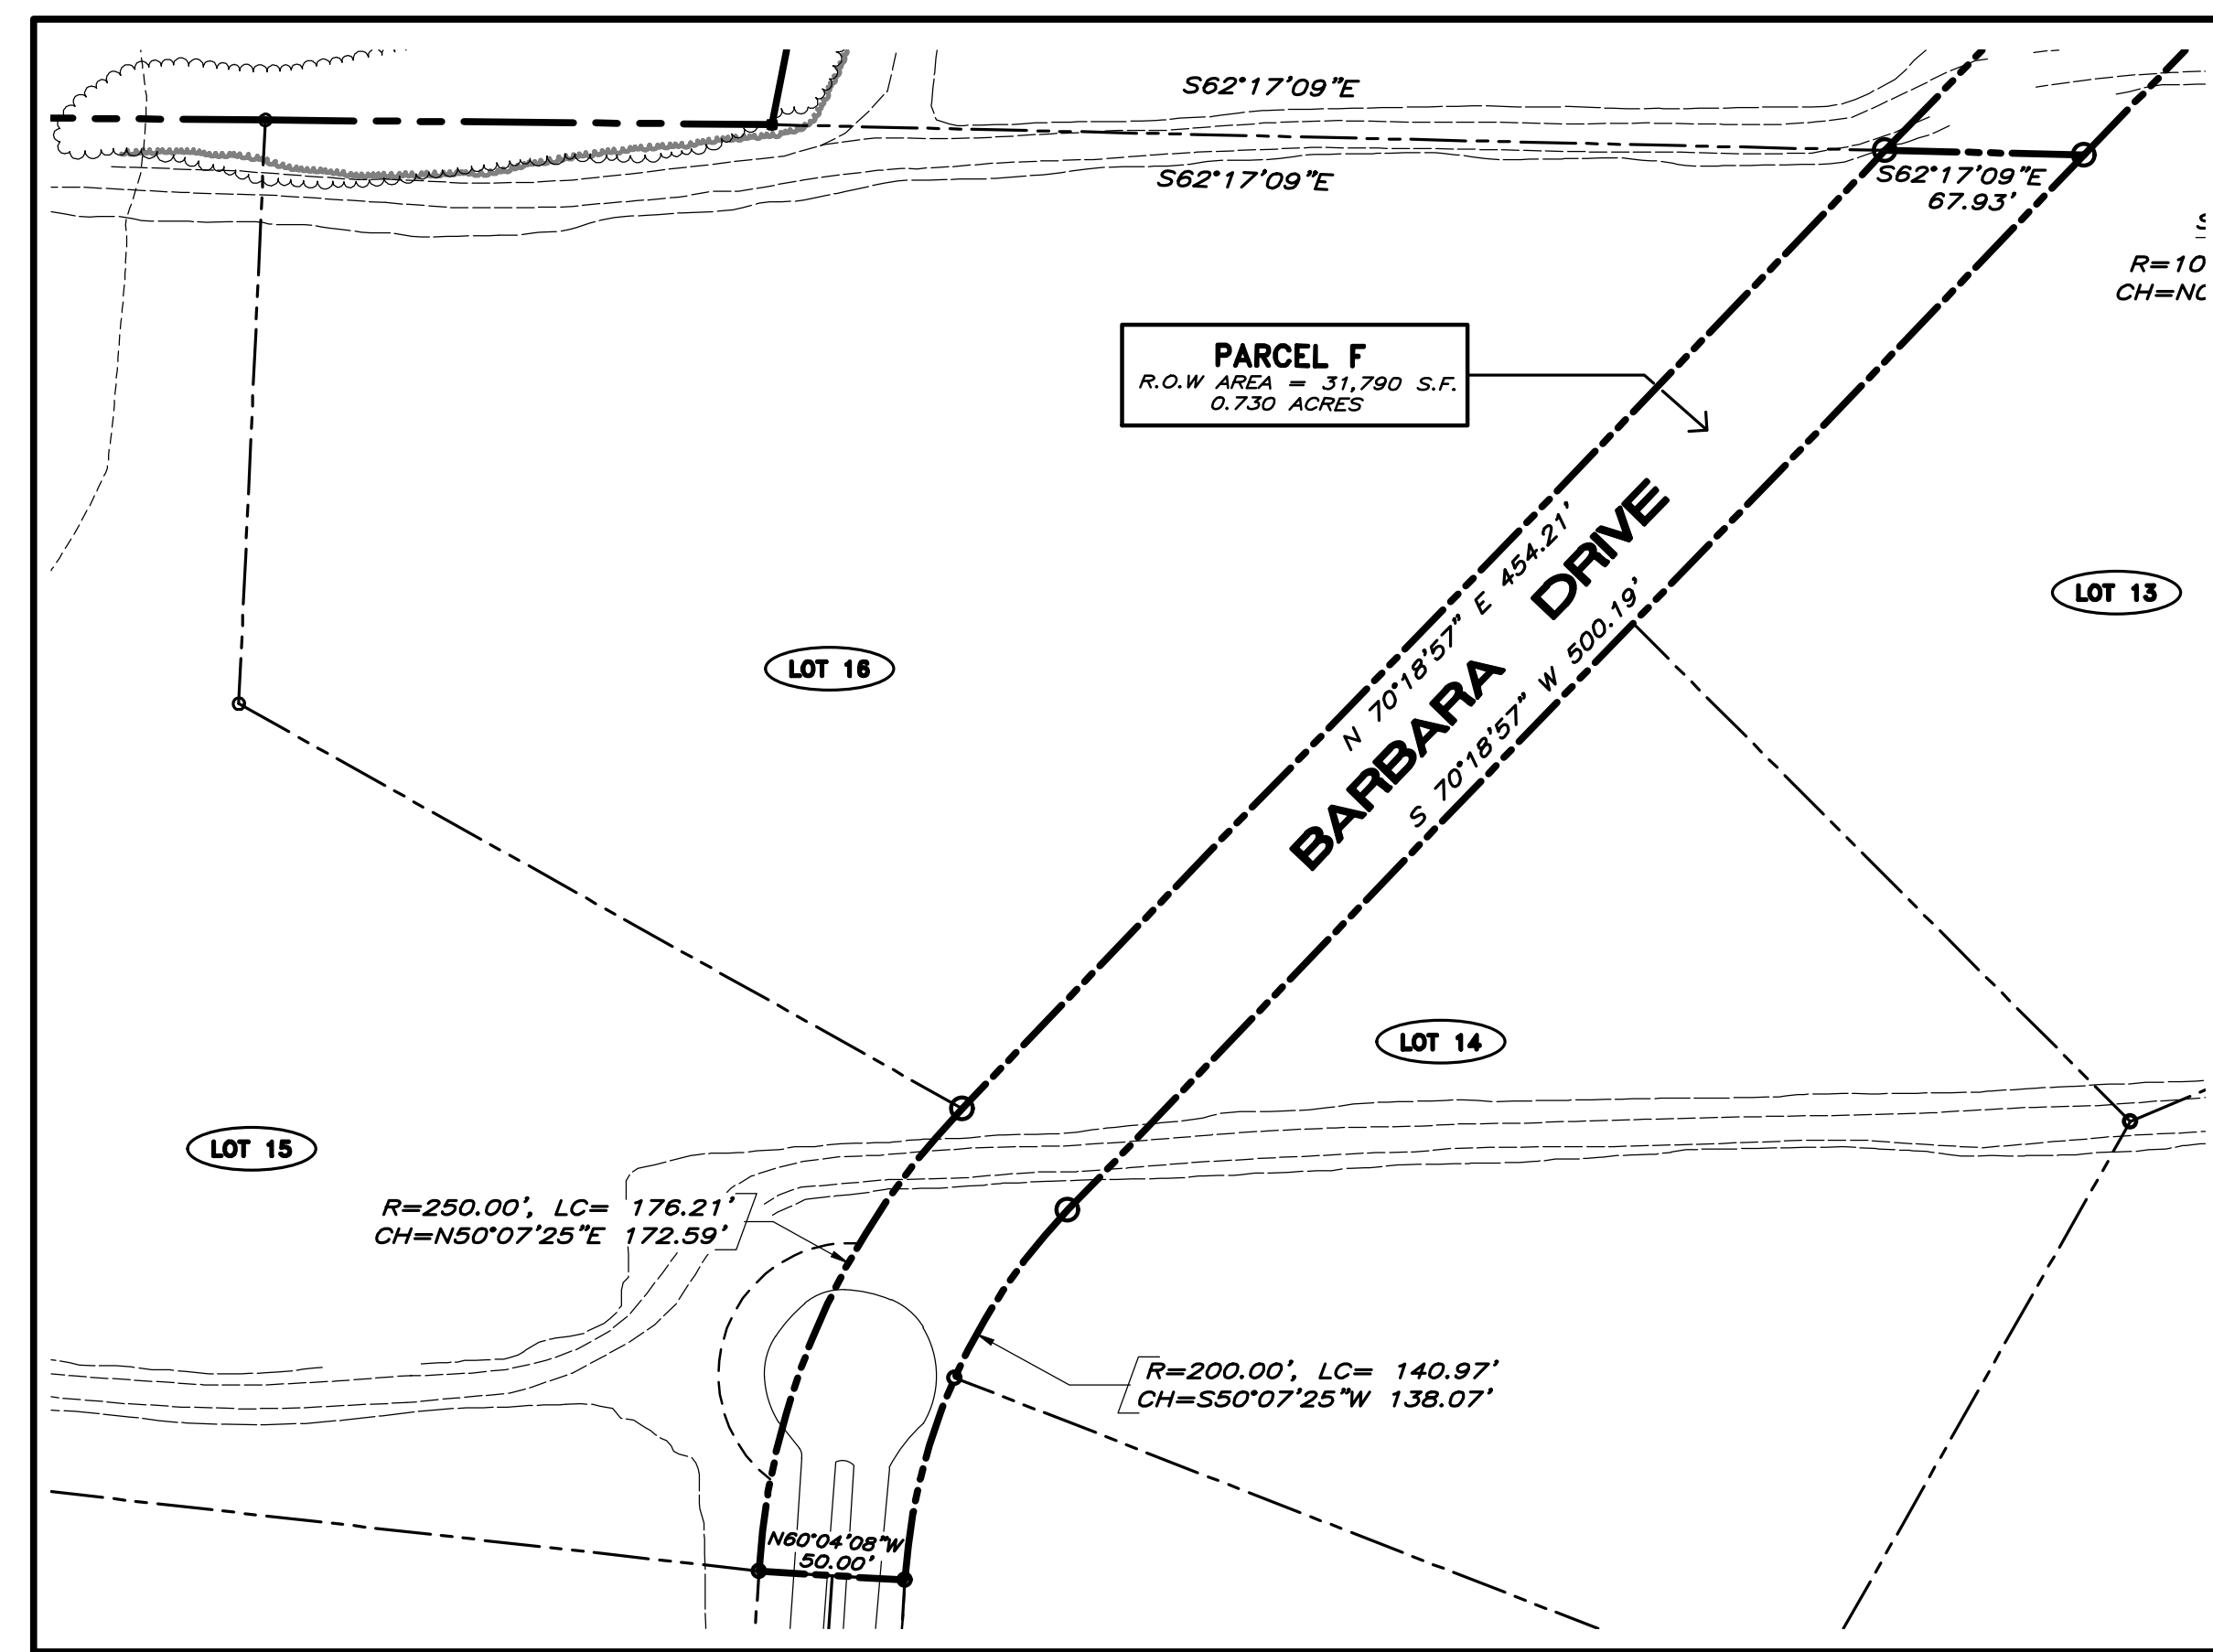 S62°17'09"E
S62°17'09"E
S62°17'09"E
67.93'
R=10
PARCEL F
R.O.W AREA = 31,790 S.F.
0.730 ACRES
N 70°18'57" E 454.21'
BARBARA DRIVE
S 70°18'57" W 500.19'
LOT 13
LOT 16
LOT 14
LOT 15
R=250.00', LC= 176.21'
CH=N50°07'25"E 172.59'
R=200.00', LC= 140.97'
CH=S50°07'25"W 138.07'
N60°04'08"W
50.00'